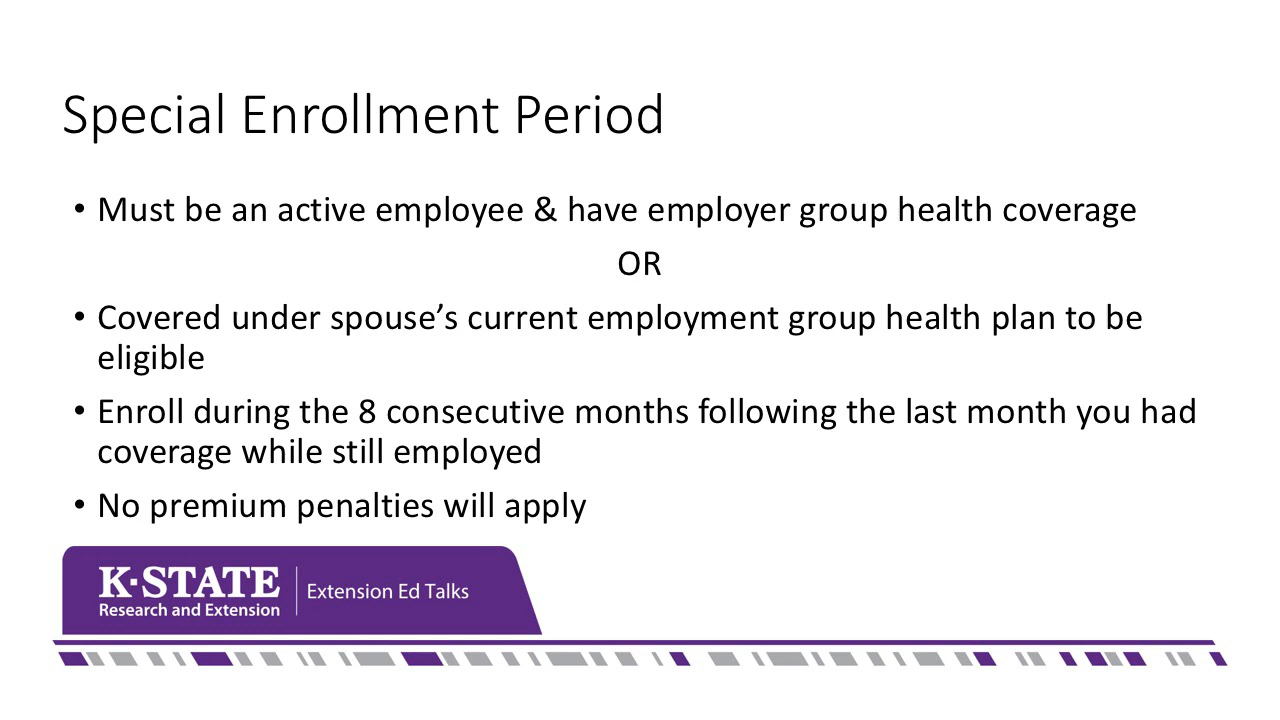 Special Enrollment Period
• Must be an active employee & have employer group health coverage
OR
• Covered under spouse’s current employment group health plan to be
eligible
• Enroll during the 8 consecutive months following the last month you had
coverage while still employed
• No premium penalties will apply
K·STATE
Research and Extension
Extension Ed Talks